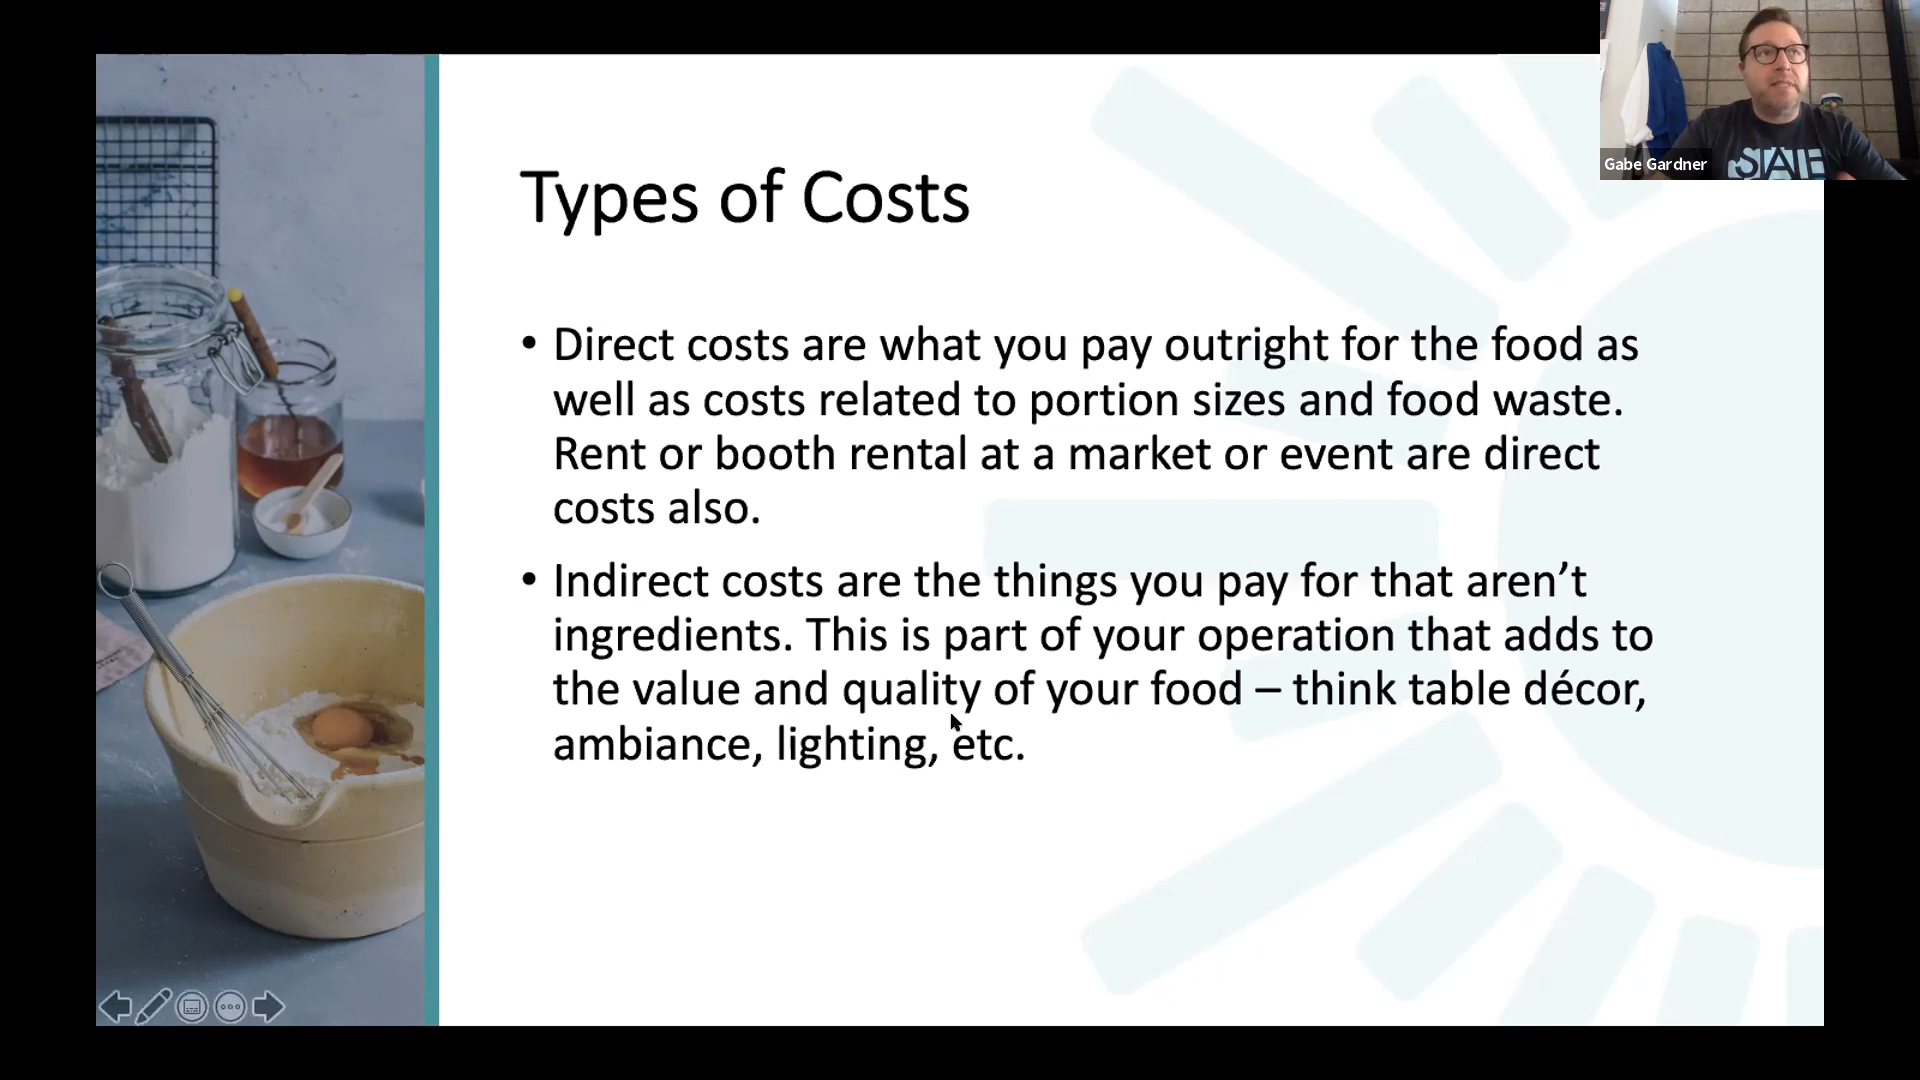 Types of Costs
• Direct costs are what you pay outright for the food as
well as costs related to portion sizes and food waste.
Rent or booth rental at a market or event are direct
costs also.
• Indirect costs are the things you pay for that aren’t
ingredients. This is part of your operation that adds to
the value and quality of your food – think table décor,
ambiance, lighting, etc.
Gabe Gardner
STATE